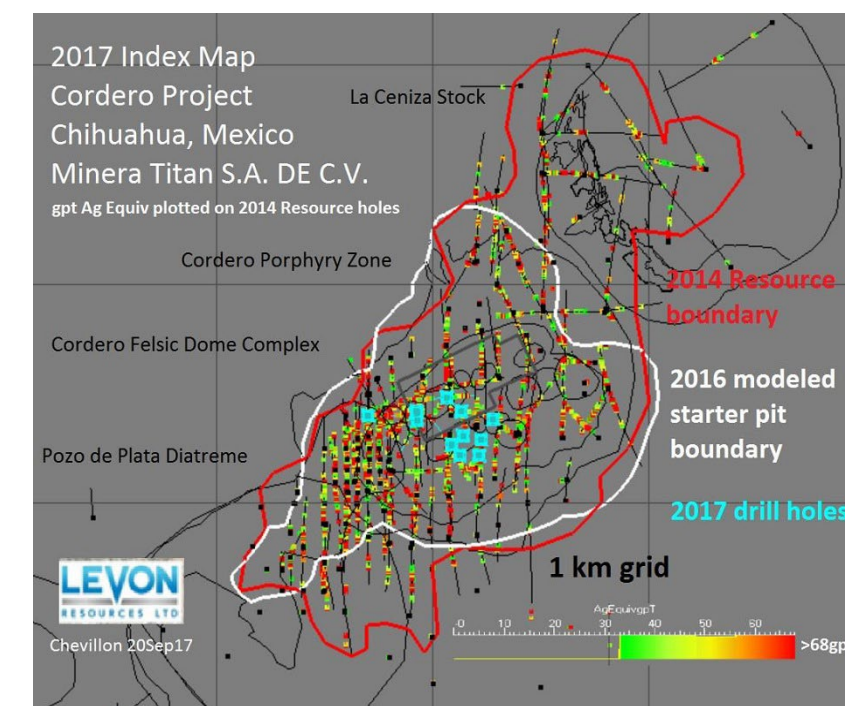 2017 Index Map
Cordero Project
Chihuahua, Mexico
Minera Titan S.A. DE C.V.
gpt Ag Equiv plotted on 2014 Resource holes
La Ceniza Stock
Cordero Porphyry Zone
2014 Resource
boundary
Cordero Felsic Dome Complex
2016 modeled
starter pit
boundary
Pozo de Plata Diatreme
2017 drill holes
1 km grid
LEVON
RESOURCES LTD
Chevillon 20Sep17
AgEquivgpT
0 10 20 30 40 50 60
>68gp